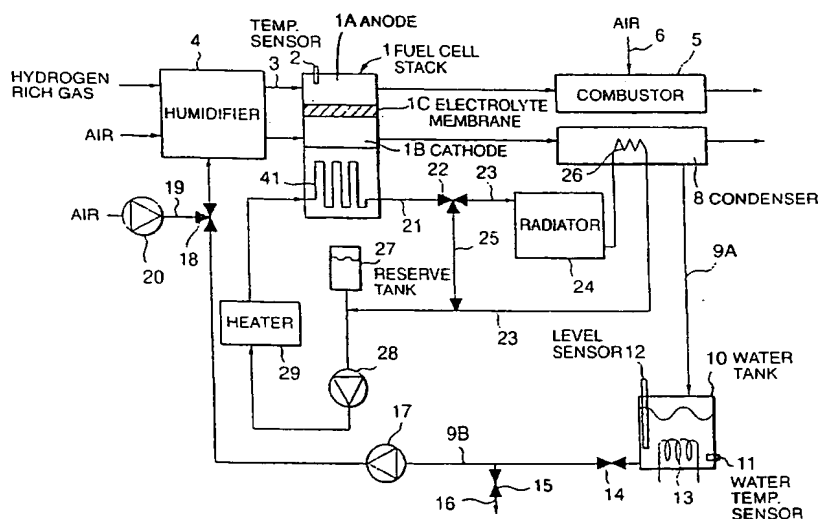 TEMP.
SENSOR
2
1A ANODE
1 FUEL CELL
STACK
AIR
6
5
4
3
HYDROGEN
RICH GAS
HUMIDIFIER
COMBUSTOR
1C ELECTROLYTE
MEMBRANE
AIR
1B CATHODE
26
8 CONDENSER
41
22
23
19
AIR
18
20
21
RADIATOR
25
24
9A
27
RESERVE
TANK
HEATER
29
28
23
LEVEL
SENSOR 12
10 WATER
TANK
17
9B
11
16
15
14
13
WATER
TEMP.
SENSOR